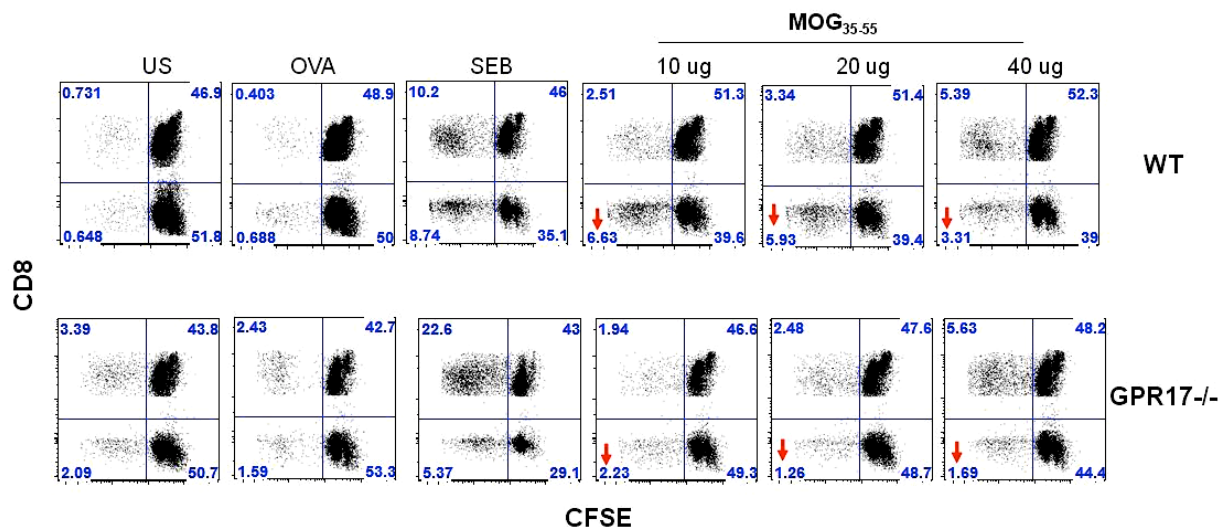 MOG35-55
US OVA SEB 10 ug 20 ug 40 ug
0.731 46.9 0.403 48.9 10.2 46 2.51 51.3 3.34 51.4 5.39 52.3
WT
0.648 51.8 0.688 50 8.74 35.1 6.63 39.6 5.93 39.4 3.31 39
CD8
3.39 43.8 2.43 42.7 22.6 43 1.94 46.6 2.48 47.6 5.63 48.2
GPR17-/-
2.09 50.7 1.59 53.3 5.37 29.1 2.23 49.3 1.26 48.7 1.69 44.4
CFSE